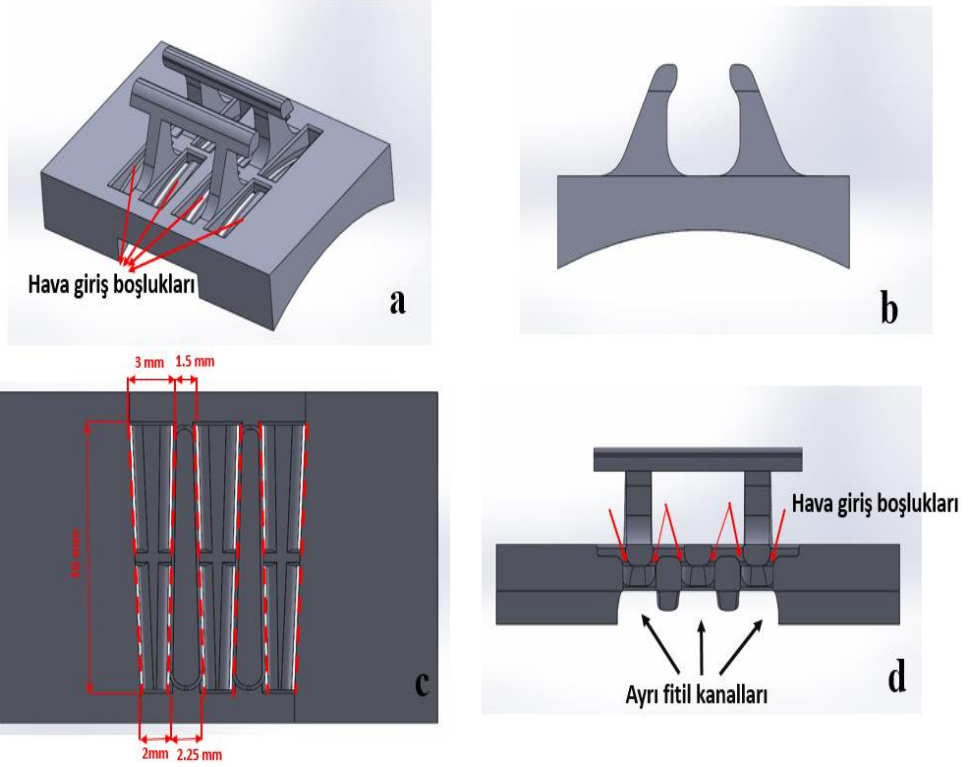 Hava giriş boşlukları
a
b
3 mm
1.5 mm
c
2mm
2.25 mm
Hava giriş boşlukları
Ayrı fitil kanalları
d